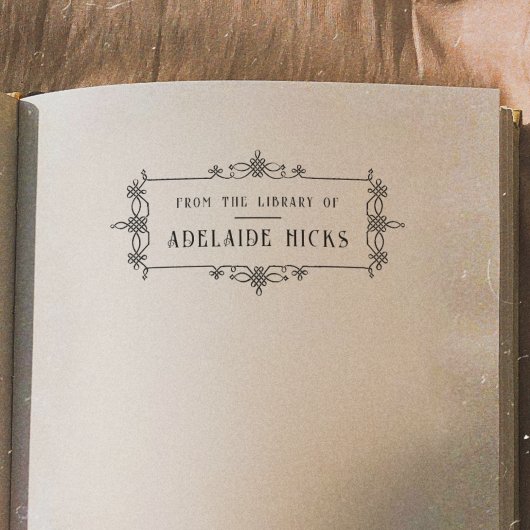 FROM THE LIBRARY OF
ADELAIDE HICKS